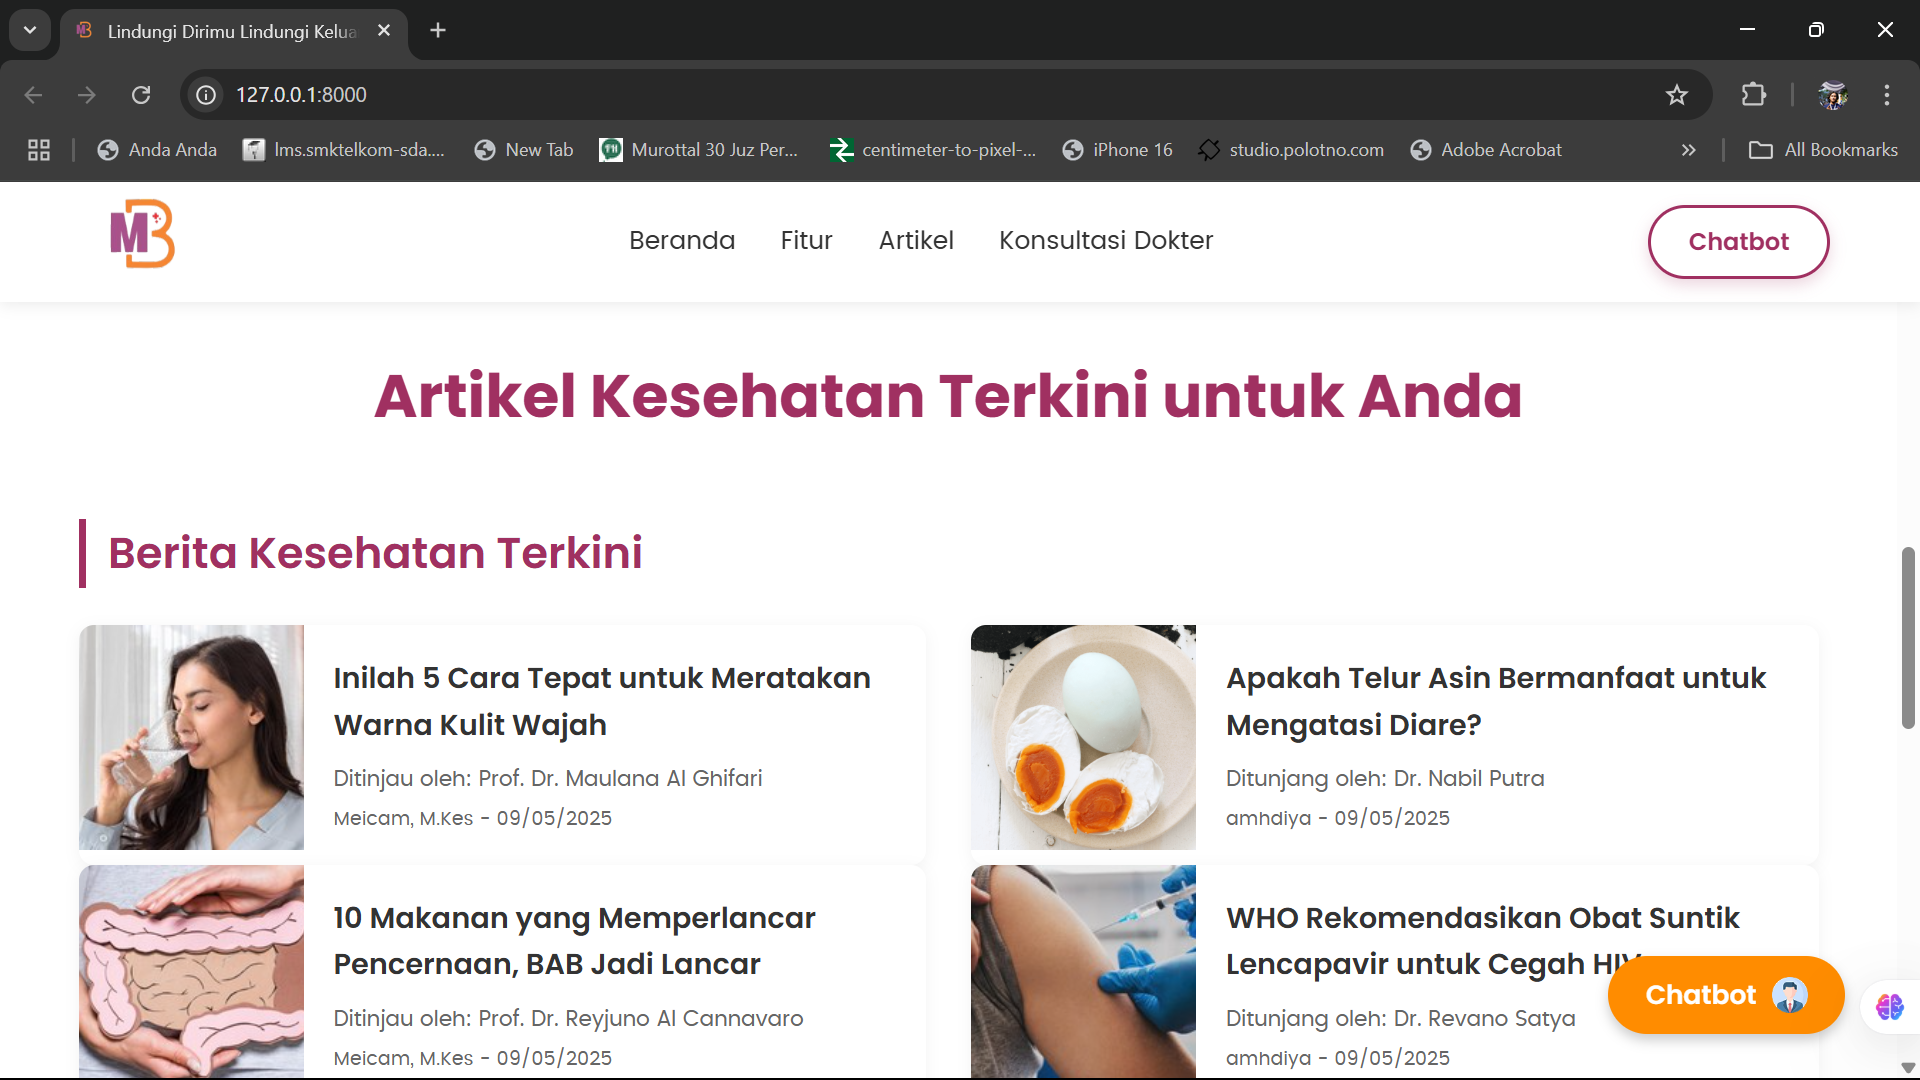 Lindungi Dirimu Lindungi Kelua
127.0.0.1:8000
Anda Anda
lms.smktelkom-sda....
New Tab
Murottal 30 Juz Per...
centimeter-to-pixel-...
iPhone 16
studio.polotno.com
Adobe Acrobat
All Bookmarks
MB
Beranda
Fitur
Artikel
Konsultasi Dokter
Chatbot
Artikel Kesehatan Terkini untuk Anda
Berita Kesehatan Terkini
Inilah 5 Cara Tepat untuk Meratakan
Warna Kulit Wajah
Ditinjau oleh: Prof. Dr. Maulana Al Ghifari
Meicam, M.Kes - 09/05/2025
Apakah Telur Asin Bermanfaat untuk
Mengatasi Diare?
Ditunjang oleh: Dr. Nabil Putra
amhdiya - 09/05/2025
10 Makanan yang Memperlancar
Pencernaan, BAB Jadi Lancar
Ditinjau oleh: Prof. Dr. Reyjuno Al Cannavaro
Meicam, M.Kes - 09/05/2025
WHO Rekomendasikan Obat Suntik
Lencapavir untuk Cegah HIV
Ditunjang oleh: Dr. Revano Satya
amhdiya - 09/05/2025
Chatbot